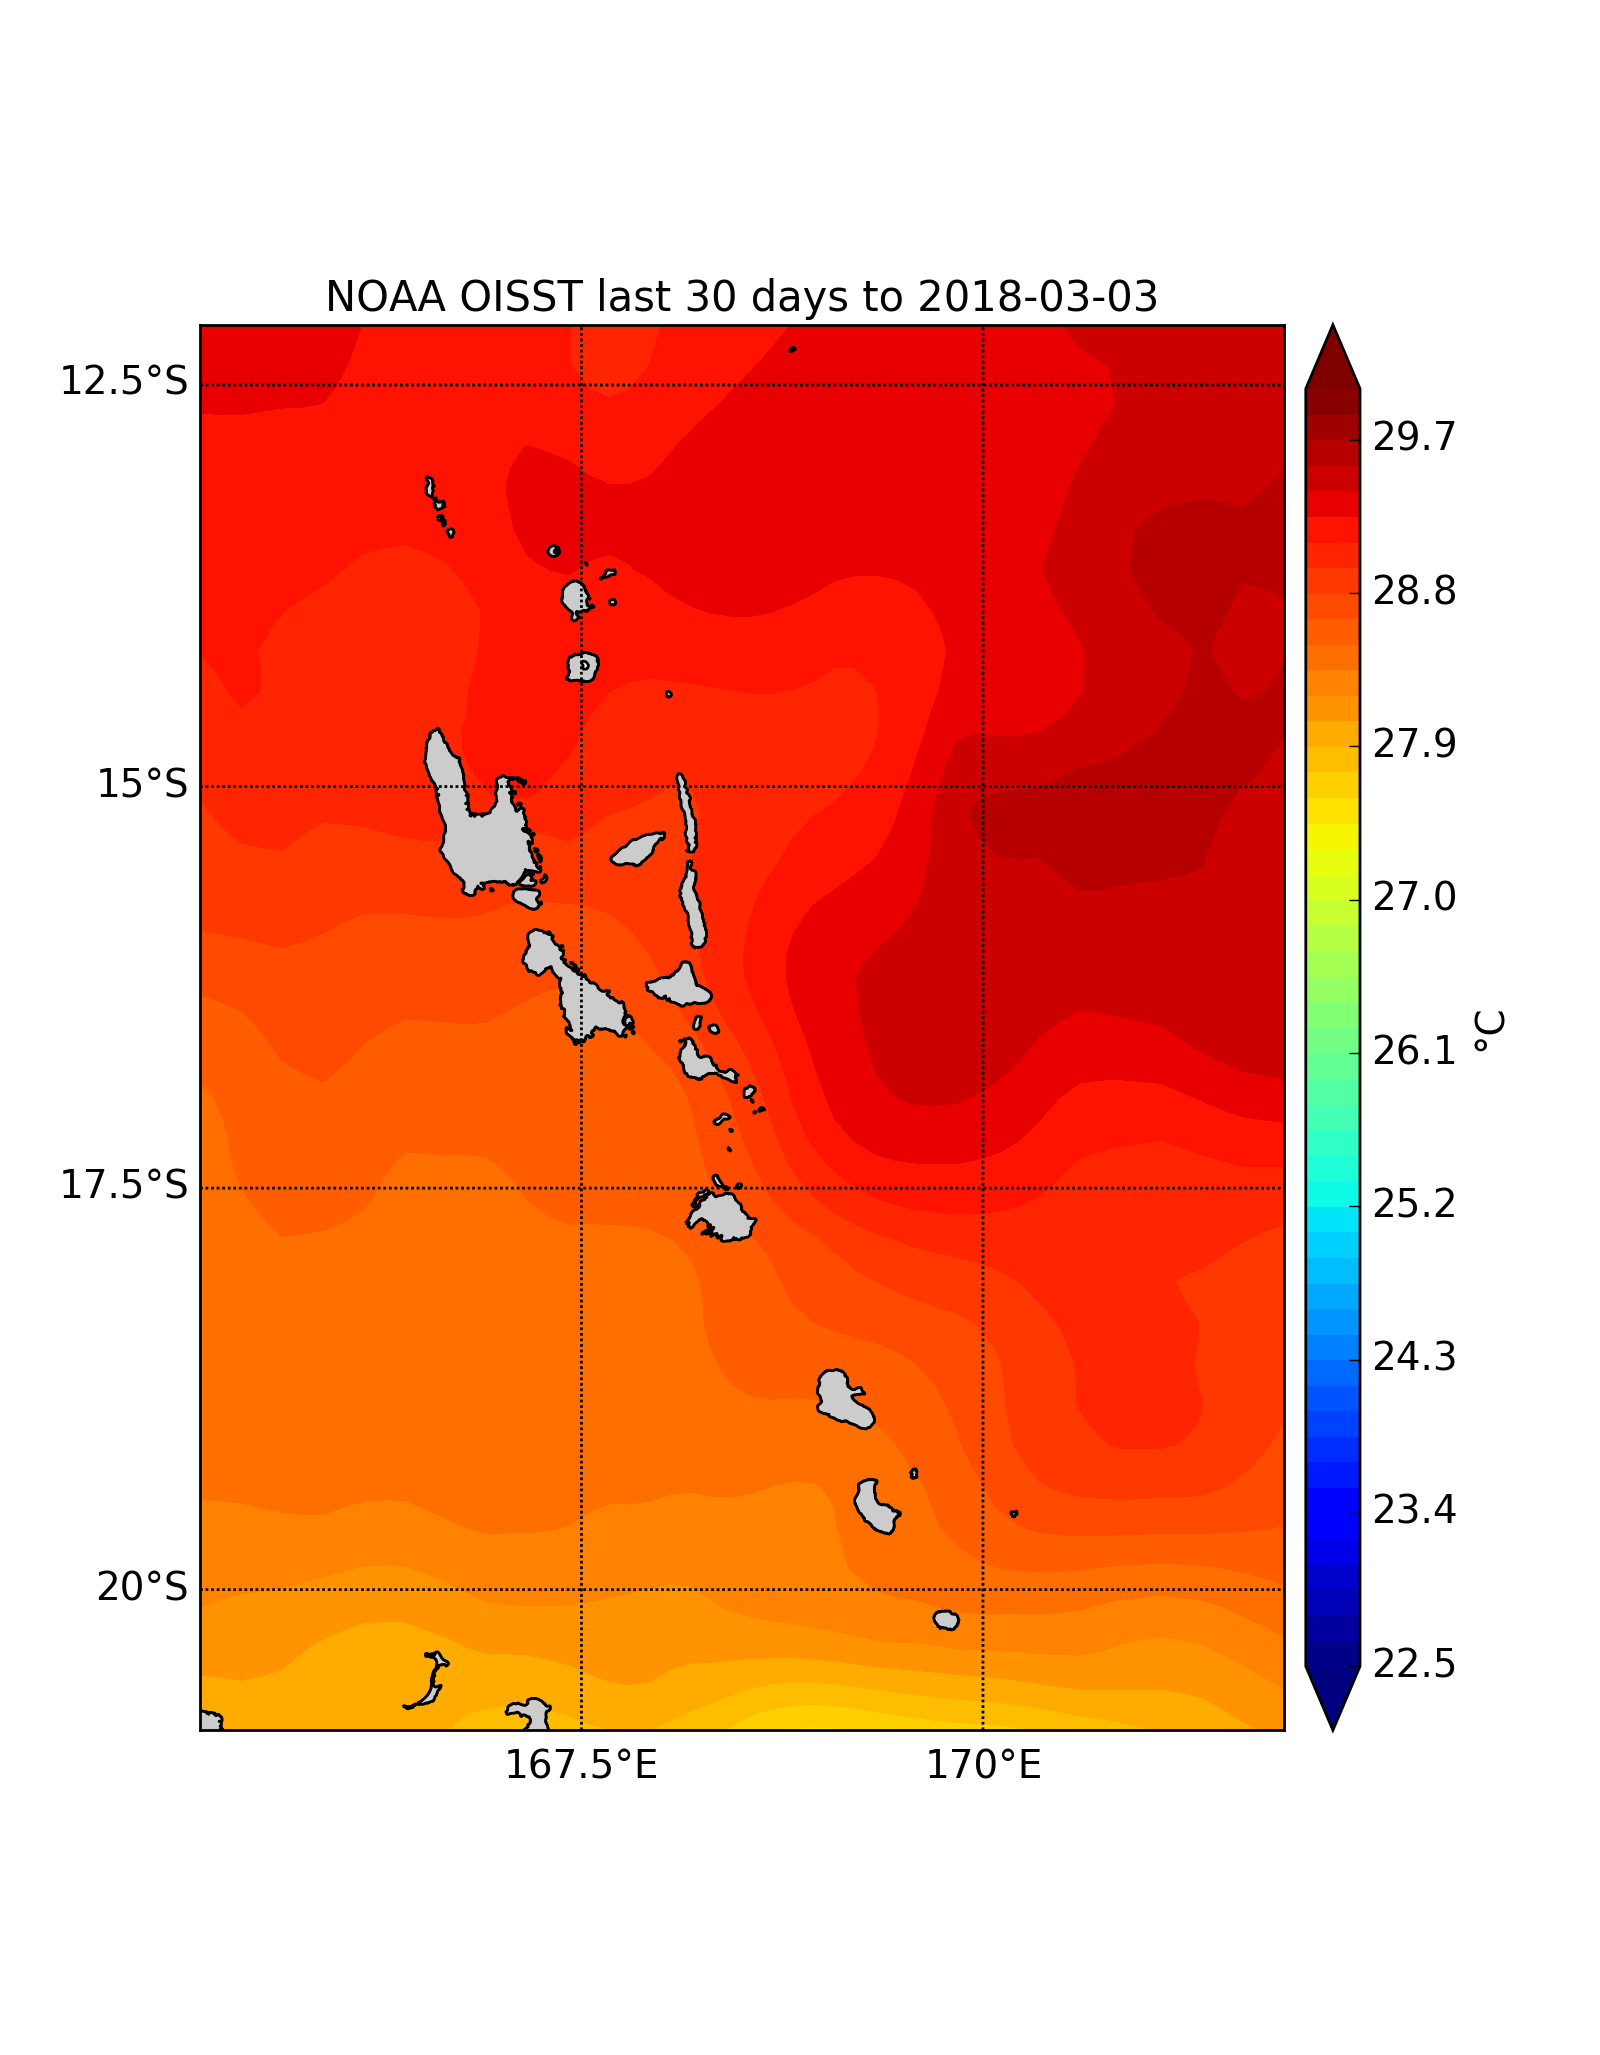 NOAA OISST last 30 days to 2018-03-03
12.5°S
15°S
17.5°S
20°S
167.5°E
170°E
29.7
28.8
27.9
27.0
26.1
25.2
24.3
23.4
22.5
°C